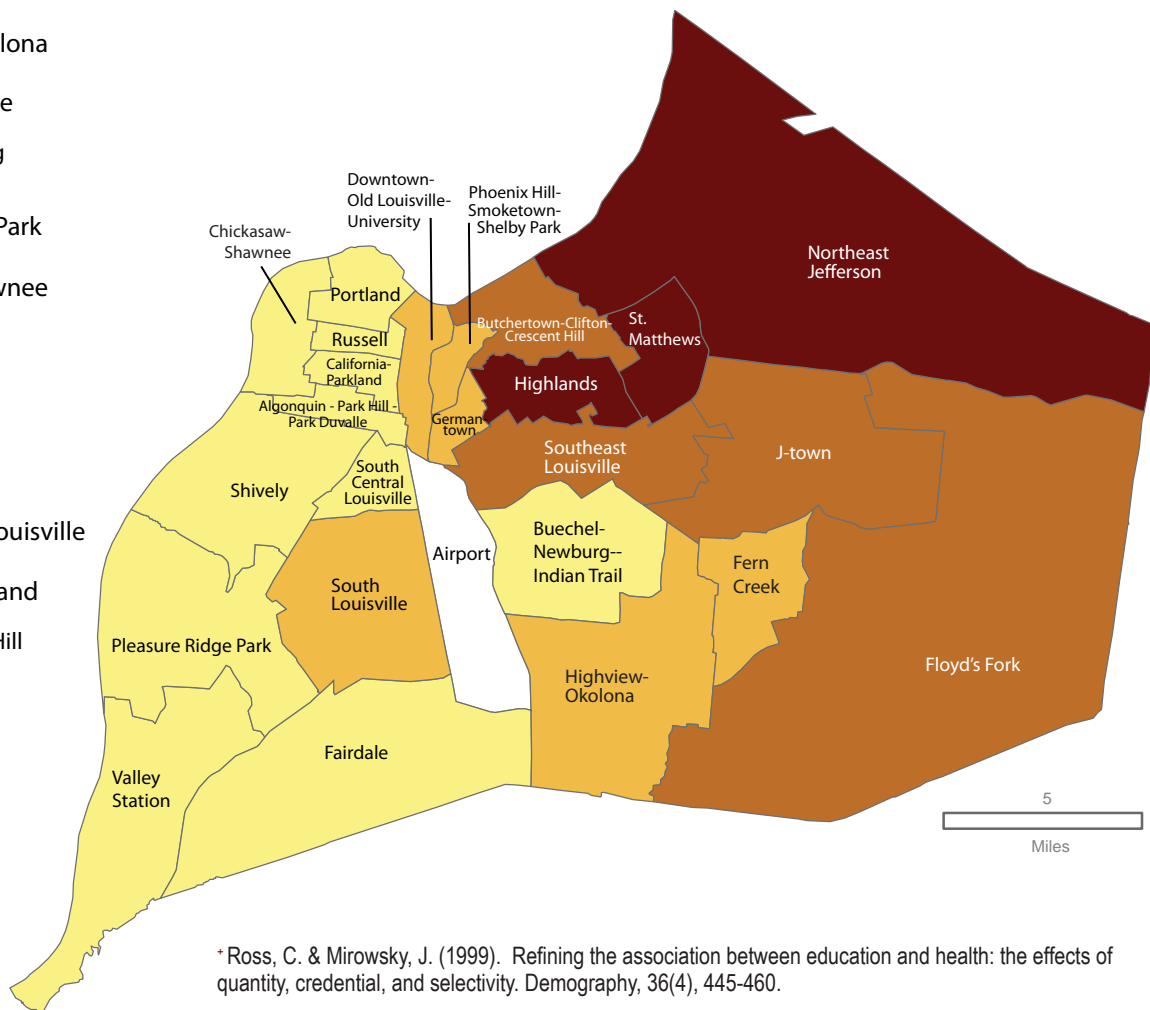 lona
e
g
Park
wnee
ouisville
and
Hill
Downtown-
Old Louisville-
University
Phoenix Hill-
Smoketown-
Shelby Park
Chickasaw-
Shawnee
Portland
Russell
California-
Parkland
Algonquin - Park Hill -
Park Duvalle
Butchertown-Clifton-
Crescent Hill
St.
Matthews
Northeast
Jefferson
Highlands
German
town
Southeast
Louisville
J-town
South
Central
Louisville
Shively
Airport
Buechel-
Newburg--
Indian Trail
Fern
Creek
South
Louisville
Pleasure Ridge Park
Highview-
Okolona
Floyd's Fork
Fairdale
Valley
Station
5
Miles
+ Ross, C. & Mirowsky, J. (1999). Refining the association between education and health: the effects of
quantity, credential, and selectivity. Demography, 36(4), 445-460.